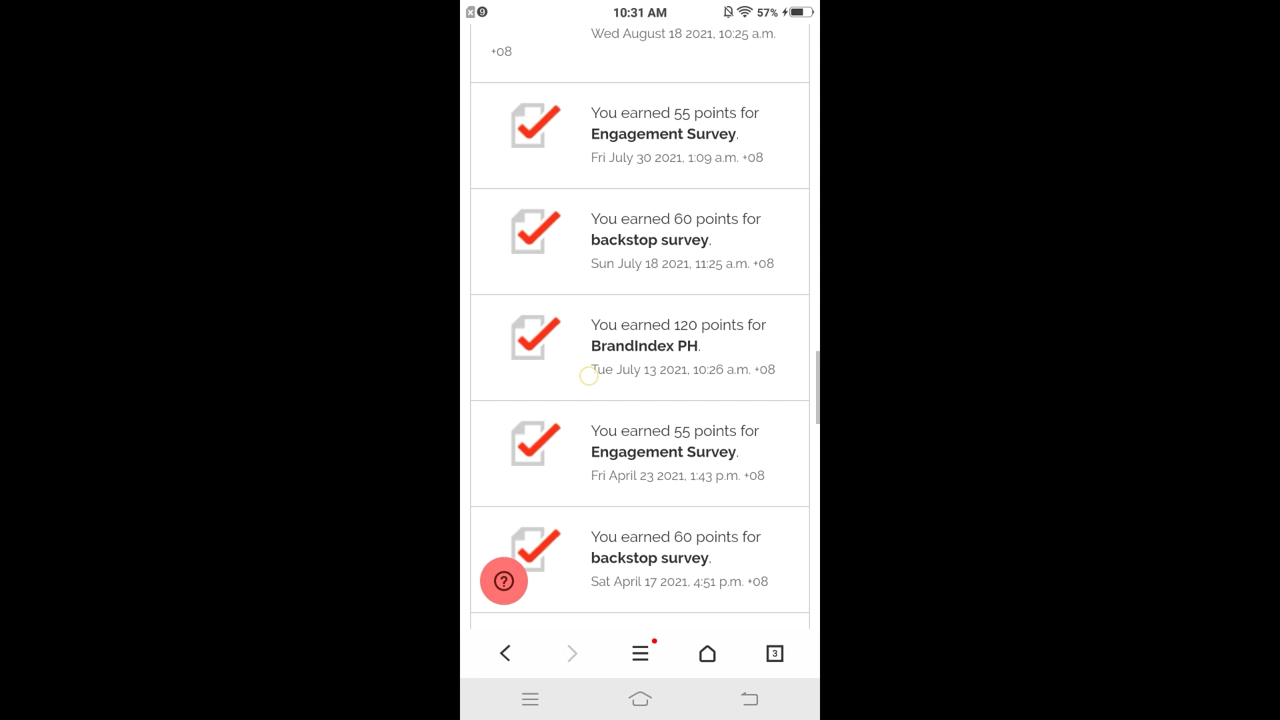 9
10:31 AM
57%
Wed August 18 2021, 10:25 a.m.
+08
You earned 55 points for
Engagement Survey.
Fri July 30 2021, 1:09 a.m. +08
You earned 60 points for
backstop survey.
Sun July 18 2021, 11:25 a.m. +08
You earned 120 points for
BrandIndex PH.
Tue July 13 2021, 10:26 a.m. +08
You earned 55 points for
Engagement Survey.
Fri April 23 2021, 1:43 p.m. +08
You earned 60 points for
backstop survey.
Sat April 17 2021, 4:51 p.m. +08
?
3